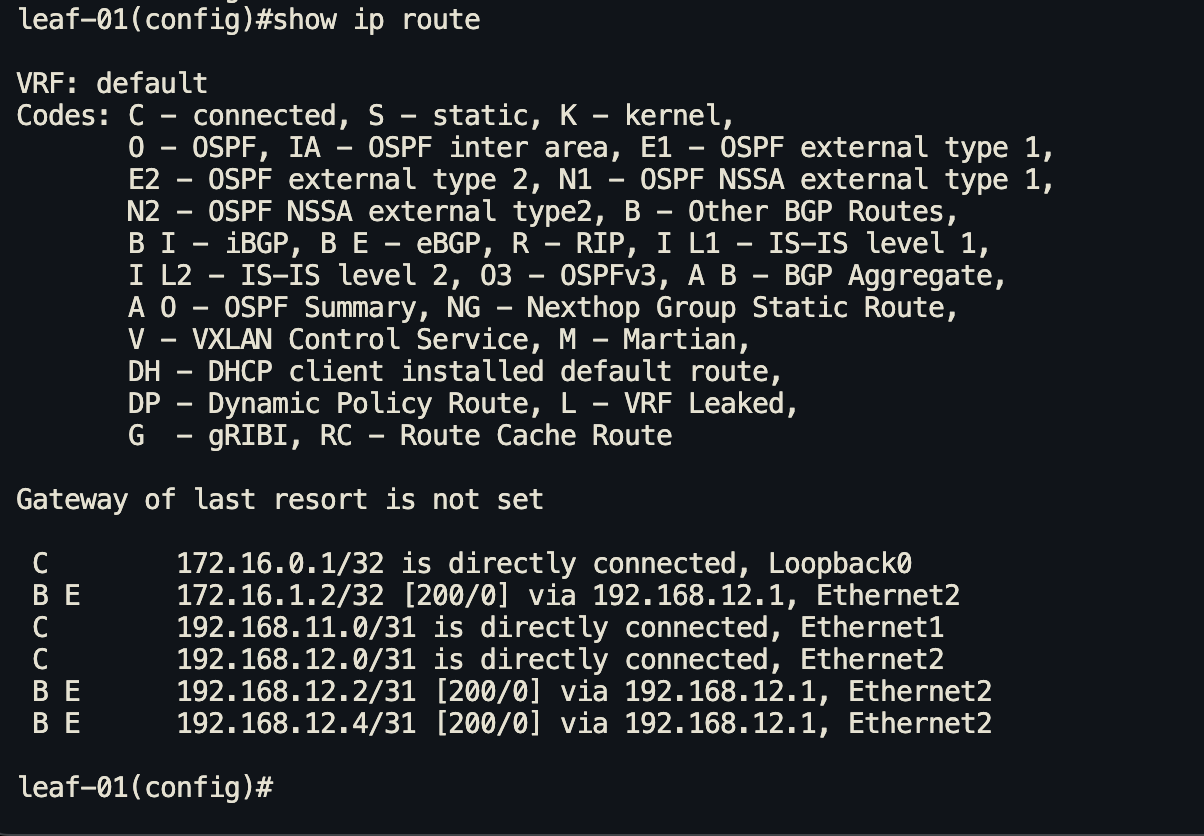 leaf-01(config)#show ip route
VRF: default
Codes: C - connected, S - static, K - kernel,
O - OSPF, IA - OSPF inter area, E1 - OSPF external type 1,
E2 - OSPF external type 2, N1 - OSPF NSSA external type 1,
N2 - OSPF NSSA external type2, B - Other BGP Routes,
B I - iBGP, B E - eBGP, R - RIP, I L1 - IS-IS level 1,
I L2 - IS-IS level 2, O3 - OSPFv3, A B - BGP Aggregate,
A O - OSPF Summary, NG - Nexthop Group Static Route,
V - VXLAN Control Service, M - Martian,
DH - DHCP client installed default route,
DP - Dynamic Policy Route, L - VRF Leaked,
G  - gRIBI, RC - Route Cache Route
Gateway of last resort is not set
C        172.16.0.1/32 is directly connected, Loopback0
B E      172.16.1.2/32 [200/0] via 192.168.12.1, Ethernet2
C        192.168.11.0/31 is directly connected, Ethernet1
C        192.168.12.0/31 is directly connected, Ethernet2
B E      192.168.12.2/31 [200/0] via 192.168.12.1, Ethernet2
B E      192.168.12.4/31 [200/0] via 192.168.12.1, Ethernet2
leaf-01(config)#